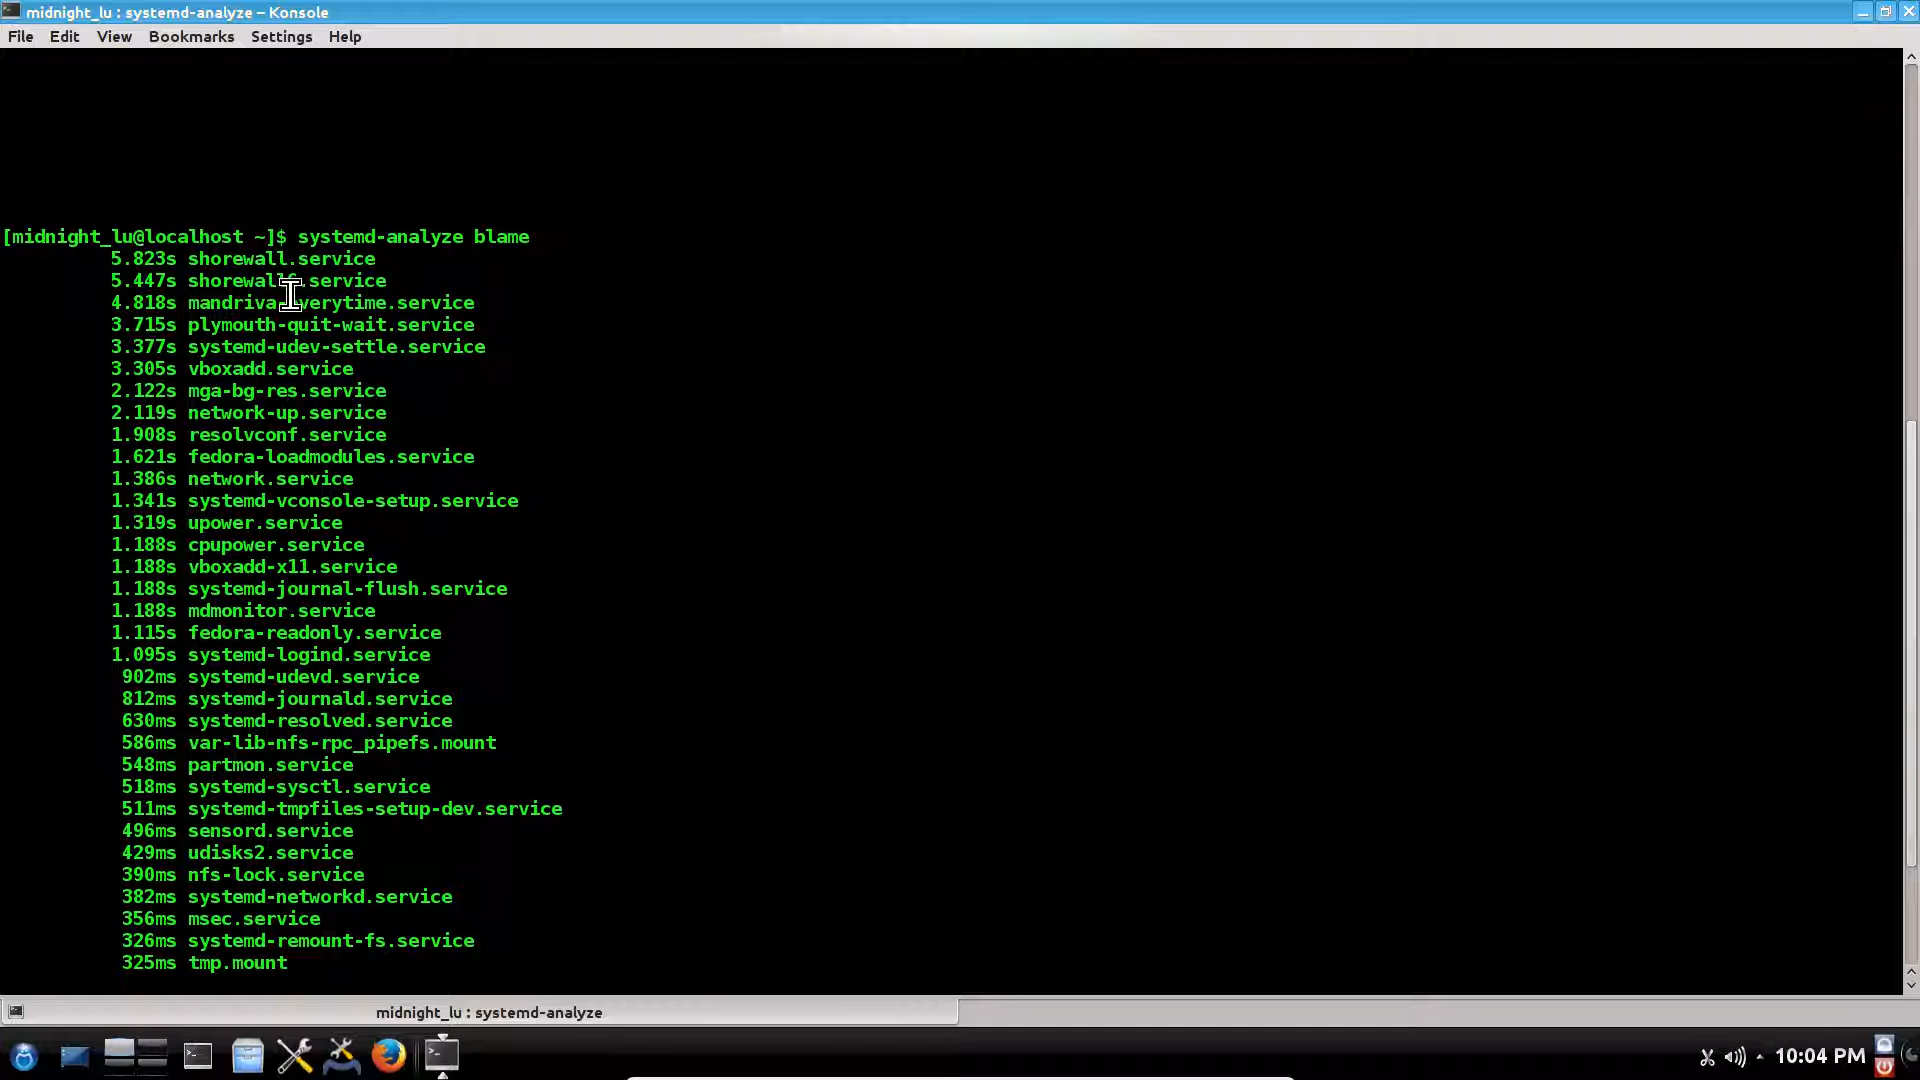 midnight_lu : systemd-analyze – Konsole
File Edit View Bookmarks Settings Help
[midnight_lu@localhost ~]$ systemd-analyze blame
5.823s shorewall.service
5.447s shorewall6.service
4.818s mandriva-everytime.service
3.715s plymouth-quit-wait.service
3.377s systemd-udev-settle.service
3.305s vboxadd.service
2.122s mga-bg-res.service
2.119s network-up.service
1.908s resolvconf.service
1.621s fedora-loadmodules.service
1.386s network.service
1.341s systemd-vconsole-setup.service
1.319s upower.service
1.188s cpupower.service
1.188s vboxadd-x11.service
1.188s systemd-journal-flush.service
1.188s mdmonitor.service
1.115s fedora-readonly.service
1.095s systemd-logind.service
902ms systemd-udevd.service
812ms systemd-journald.service
630ms systemd-resolved.service
586ms var-lib-nfs-rpc_pipefs.mount
548ms partmon.service
518ms systemd-sysctl.service
511ms systemd-tmpfiles-setup-dev.service
496ms sensord.service
429ms udisks2.service
390ms nfs-lock.service
382ms systemd-networkd.service
356ms msec.service
326ms systemd-remount-fs.service
325ms tmp.mount
midnight_lu : systemd-analyze
10:04 PM